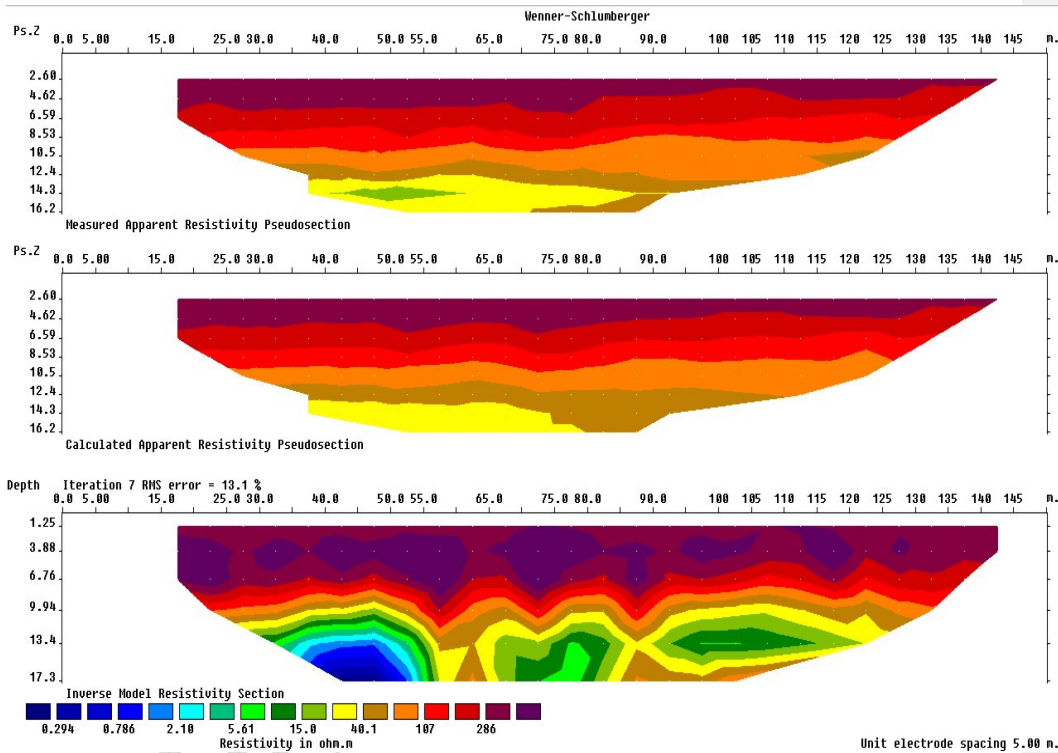 Wenner-Schlumberger
Ps.Z 0.0 5.00 15.0 25.0 30.0 40.0 50.0 55.0 65.0 75.0 80.0 90.0 100 105 115 120 130 140 145 m.
2.60
4.62
6.59
8.53
10.5
12.4
14.3
16.2
Measured Apparent Resistivity Pseudosection
Ps.Z 0.0 5.00 15.0 25.0 30.0 40.0 50.0 55.0 65.0 75.0 80.0 90.0 100 105 115 120 130 140 145 m.
2.60
4.62
6.59
8.53
10.5
12.4
14.3
16.2
Calculated Apparent Resistivity Pseudosection
Depth Iteration 7 RMS error = 13.1 %
0.0 5.00 15.0 25.0 30.0 40.0 50.0 55.0 65.0 75.0 80.0 90.0 100 105 115 120 130 140 145 m.
1.25
3.88
6.76
9.94
13.4
17.3
Inverse Model Resistivity Section
0.294 0.786 2.10 5.61 15.0 40.1 107 286
Resistivity in ohm.m
Unit electrode spacing 5.00 m.